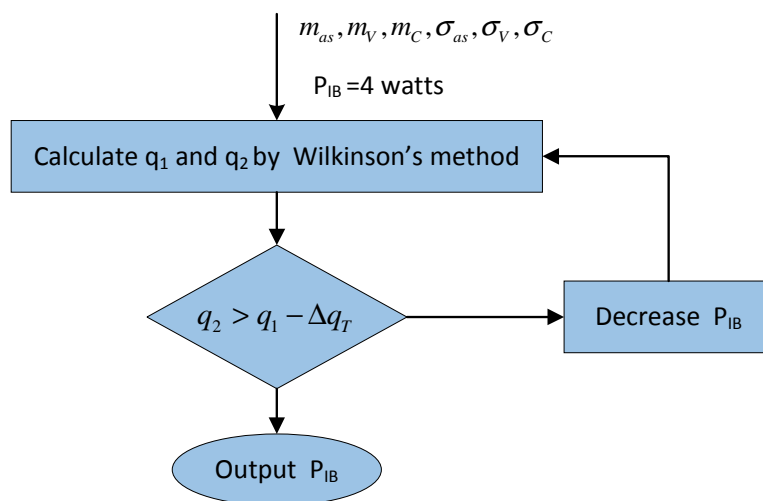 m_as, m_V, m_C, σ_as, σ_V, σ_C
P_IB =4 watts
Calculate q_1 and q_2 by Wilkinson's method
q_2 > q_1 − Δq_T
Decrease P_IB
Output P_IB